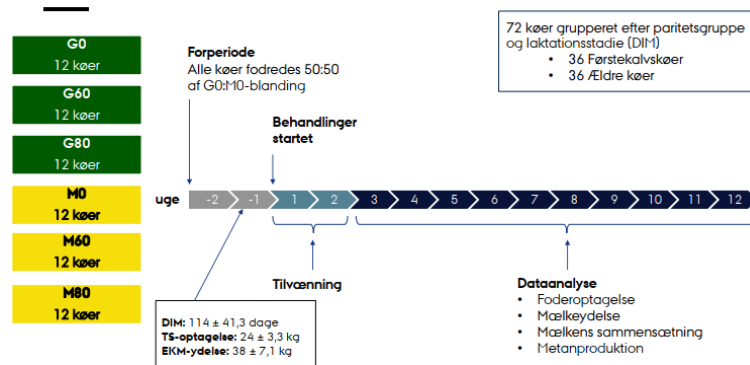 G0
12 køer
G60
12 køer
G80
12 køer
M0
12 køer
M60
12 køer
M80
12 køer
Forperiode
Alle køer fodredes 50:50
af G0:M0-blanding
Behandlinger
startet
72 køer grupperet efter paritetsgruppe
og laktationsstadie (DIM)
• 36 Førstekalvskøer
• 36 Ældre køer
uge -2 -1 1 2 3 4 5 6 7 8 9 10 11 12
Tilvænning
DIM: 114 ± 41,3 dage
TS-optagelse: 24 ± 3,3 kg
EKM-ydelse: 38 ± 7,1 kg
Dataanalyse
• Foderoptagelse
• Mælkeydelse
• Mælkens sammensætning
• Metanproduktion